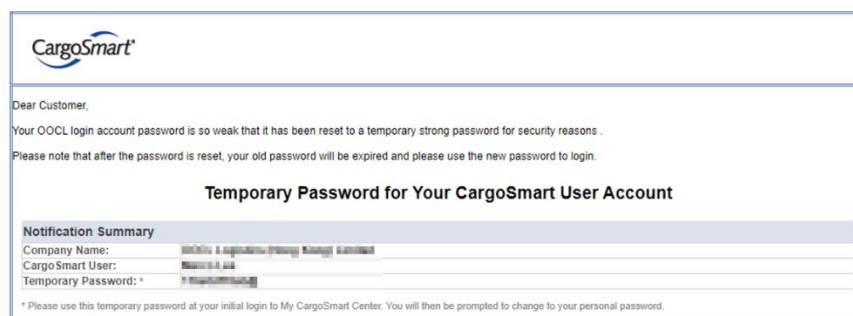 CargoSmart
Dear Customer,
Your OOCL login account password is so weak that it has been reset to a temporary strong password for security reasons .
Please note that after the password is reset, your old password will be expired and please use the new password to login.
Temporary Password for Your CargoSmart User Account
Notification Summary
Company Name:
CargoSmart User:
Temporary Password: *
* Please use this temporary password at your initial login to My CargoSmart Center. You will then be prompted to change to your personal password.